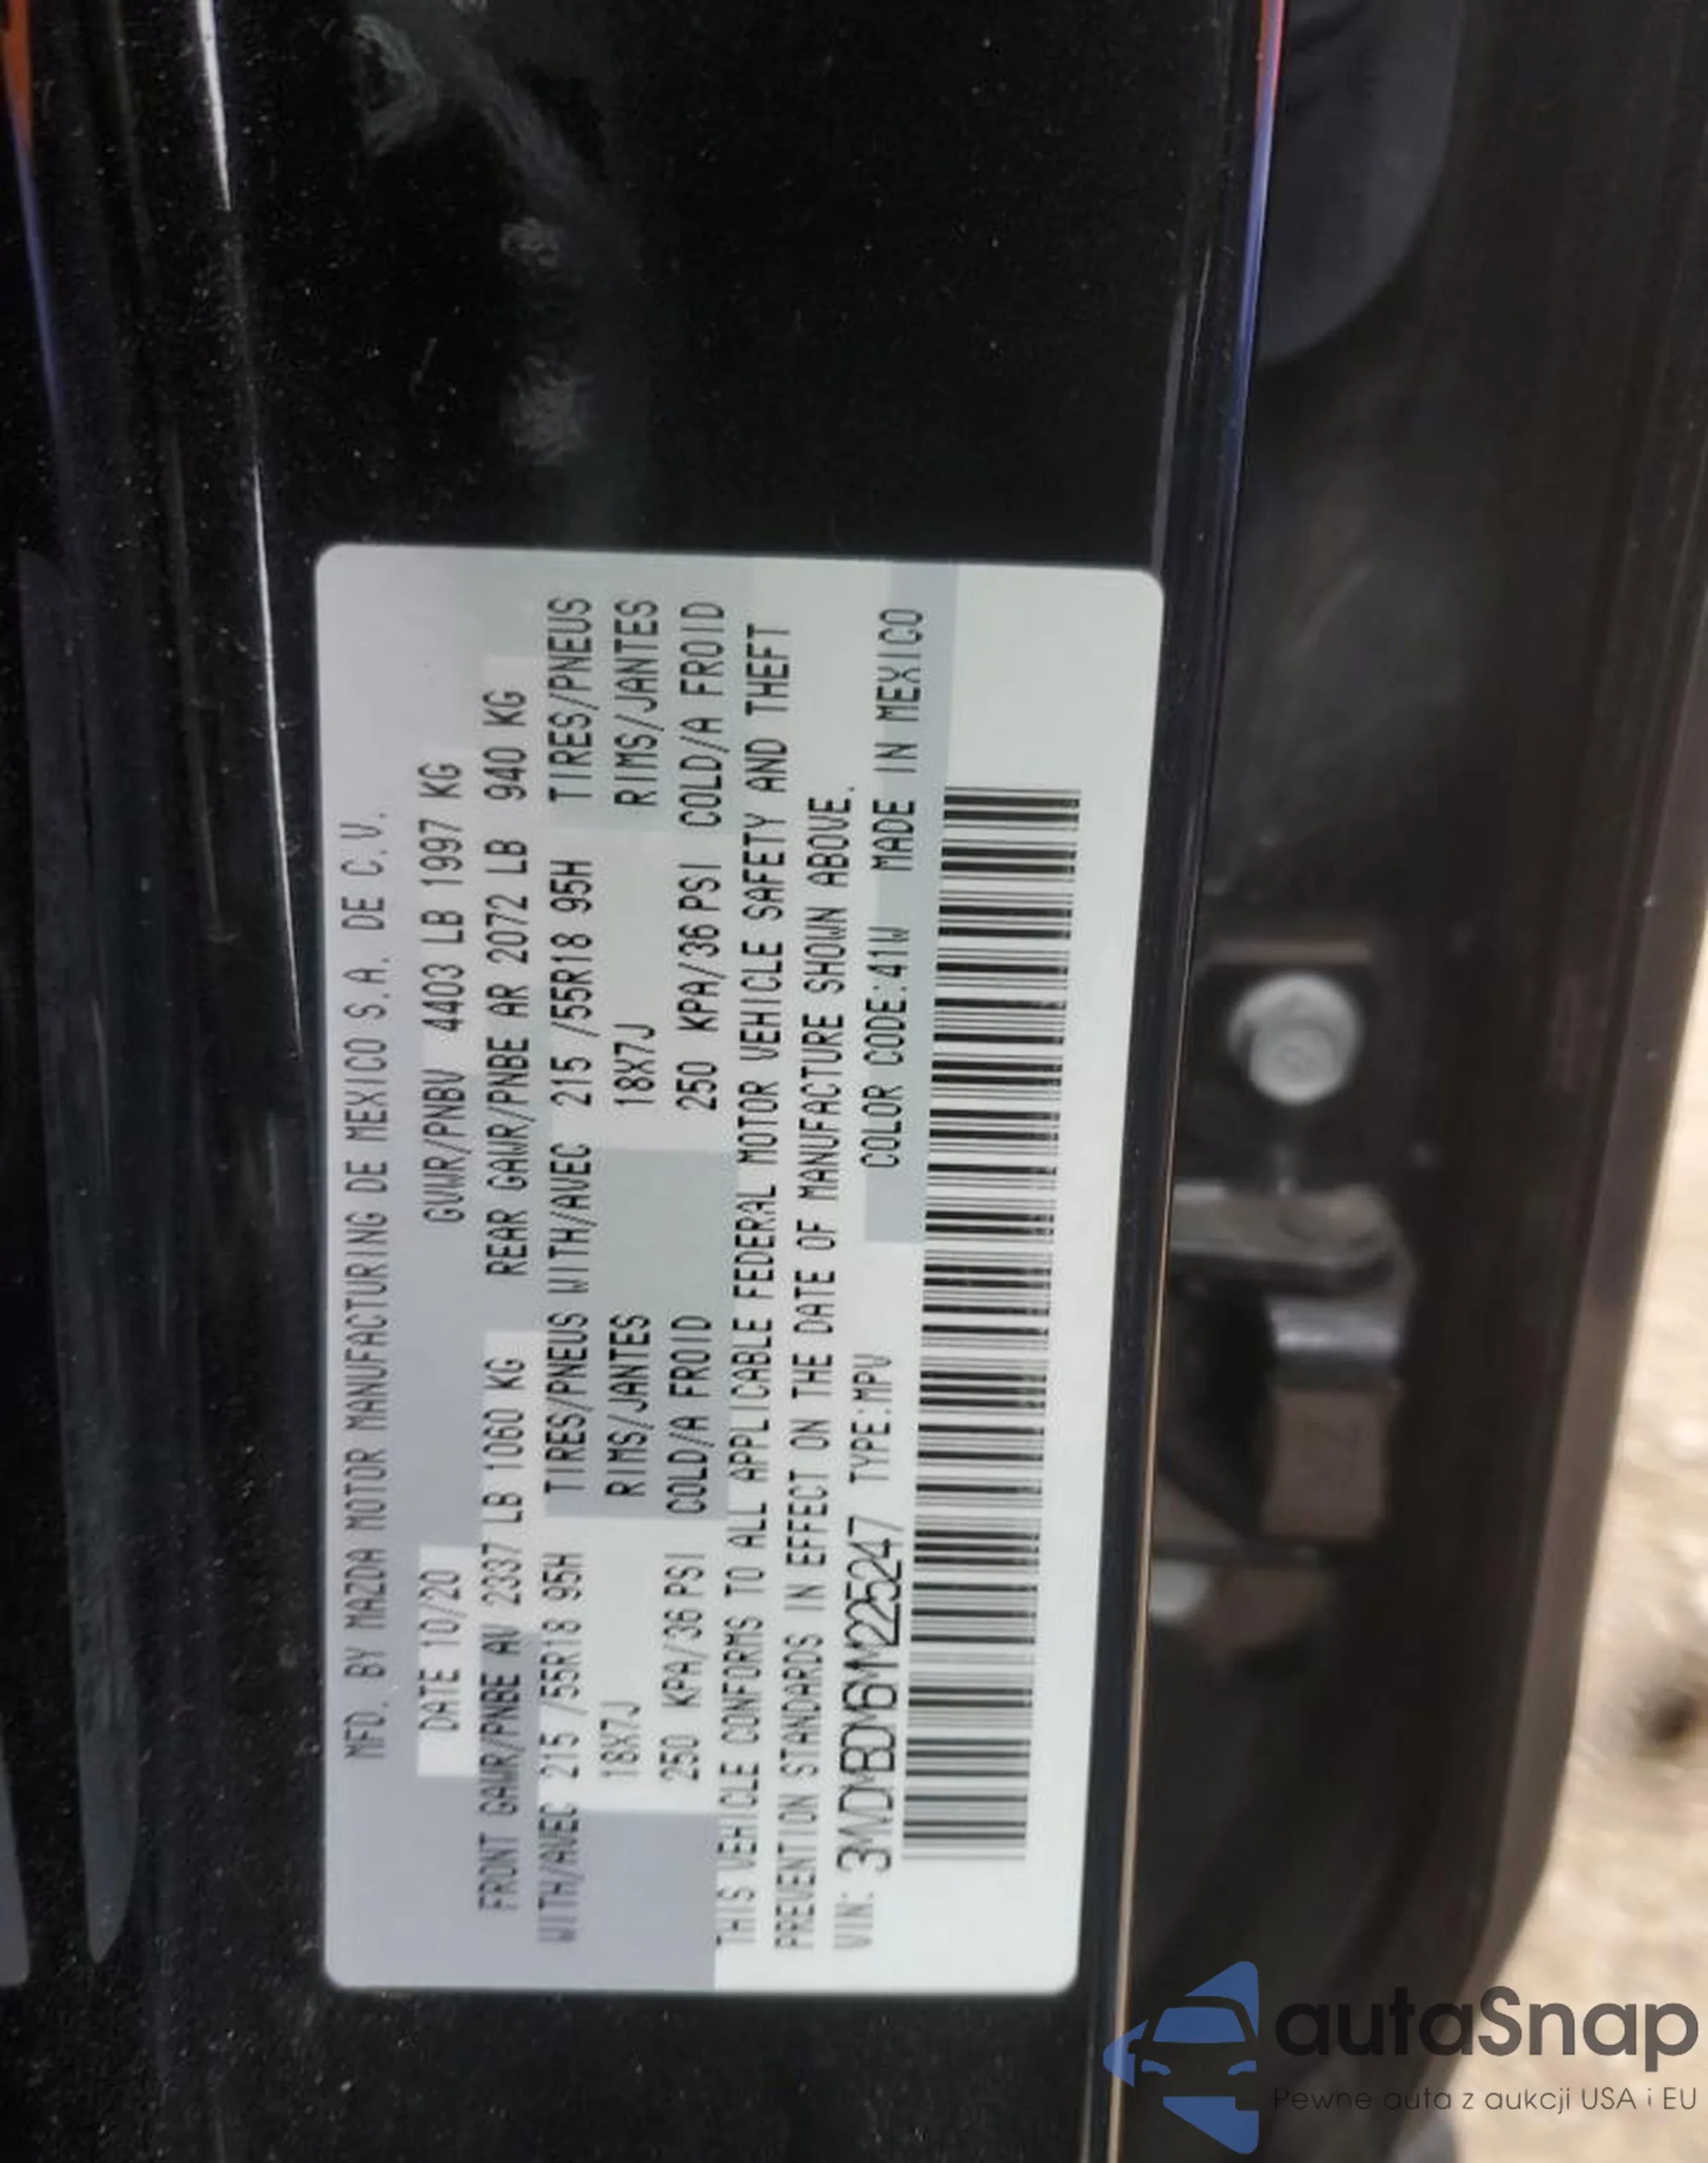 MFD. BY MAZDA MOTOR MANUFACTURING DE MEXICO S.A. DE C.V.
DATE 10/20 GVWR/PNBV 4403 LB 1997 KG
FRONT GAWR/PNBE AV 2337 LB 1060 KG REAR GAWR/PNBE AR 2072 LB 940 KG
WITH/AVEC 215 /55R18 95H TIRES/PNEUS WITH/AVEC 215 /55R18 95H TIRES/PNEUS
18X7J RIMS/JANTES 18X7J RIMS/JANTES
250 KPA/36 PSI COLD/A FROID 250 KPA/36 PSI COLD/A FROID
THIS VEHICLE CONFORMS TO ALL APPLICABLE FEDERAL MOTOR VEHICLE SAFETY AND THEFT
PREVENTION STANDARDS IN EFFECT ON THE DATE OF MANUFACTURE SHOWN ABOVE.
VIN: 3MVDMBDM6MM225247 TYPE:MPV COLOR CODE:41W MADE IN MEXICO
autaSnap
Pewne auta z aukcji USA i EU